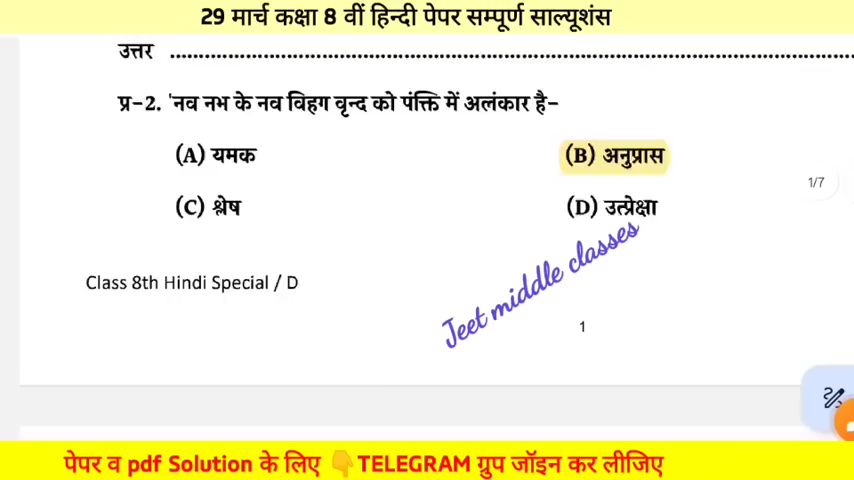 29 मार्च कक्षा 8 वीं हिन्दी पेपर सम्पूर्ण साल्यूशंस
उत्तर ....................................................................................................
प्र-2. 'नव नभ के नव विहग वृन्द को पंक्ति में अलंकार है-
(A) यमक (B) अनुप्रास
1/7
(C) श्लेष (D) उत्प्रेक्षा
Jeet middle classes
Class 8th Hindi Special / D
1
पेपर व pdf Solution के लिए 👇TELEGRAM ग्रुप जॉइन कर लीजिए